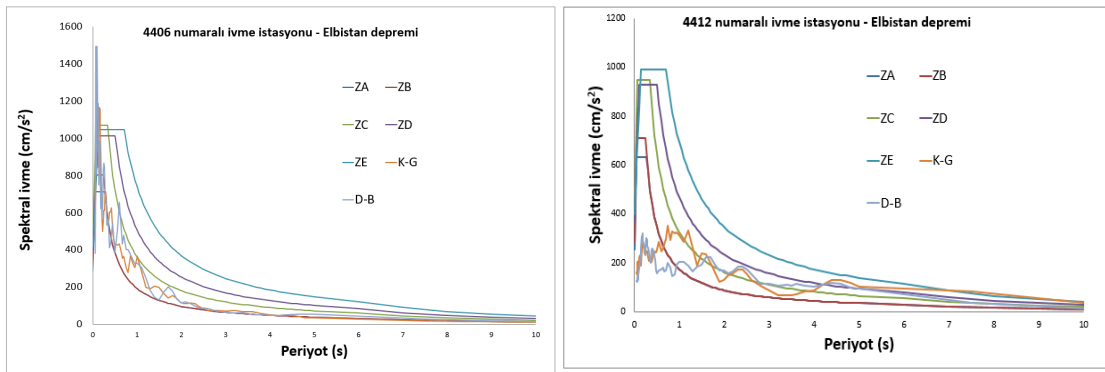 4406 numaralı ivme istasyonu - Elbistan depremi
Spektral ivme (cm/s²)
1800
1600
1400
1200
1000
800
600
400
200
0
ZA ZB
ZC ZD
ZE K-G
D-B
0 1 2 3 4 5 6 7 8 9 10
Periyot (s)
4412 numaralı ivme istasyonu - Elbistan depremi
Spektral ivme (cm/s²)
1200
1000
800
600
400
200
0
ZA ZB
ZC ZD
ZE K-G
D-B
0 1 2 3 4 5 6 7 8 9 10
Periyot (s)